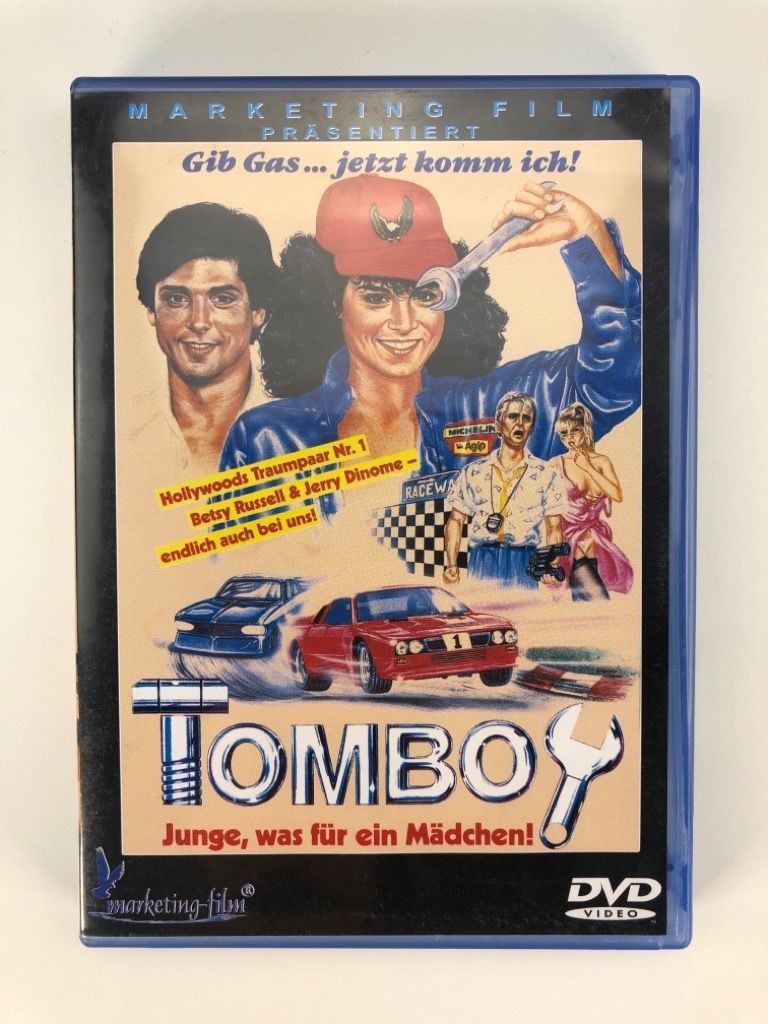 MARKETING FILM
PRÄSENTIERT
Gib Gas... jetzt komm ich!
MICHELIN
Agip
RACEWA
Hollywoods Traumpaar Nr. 1
Betsy Russell & Jerry Dinome –
endlich auch bei uns!
1
TOMBOY
Junge, was für ein Mädchen!
marketing-film®
DVD
VIDEO